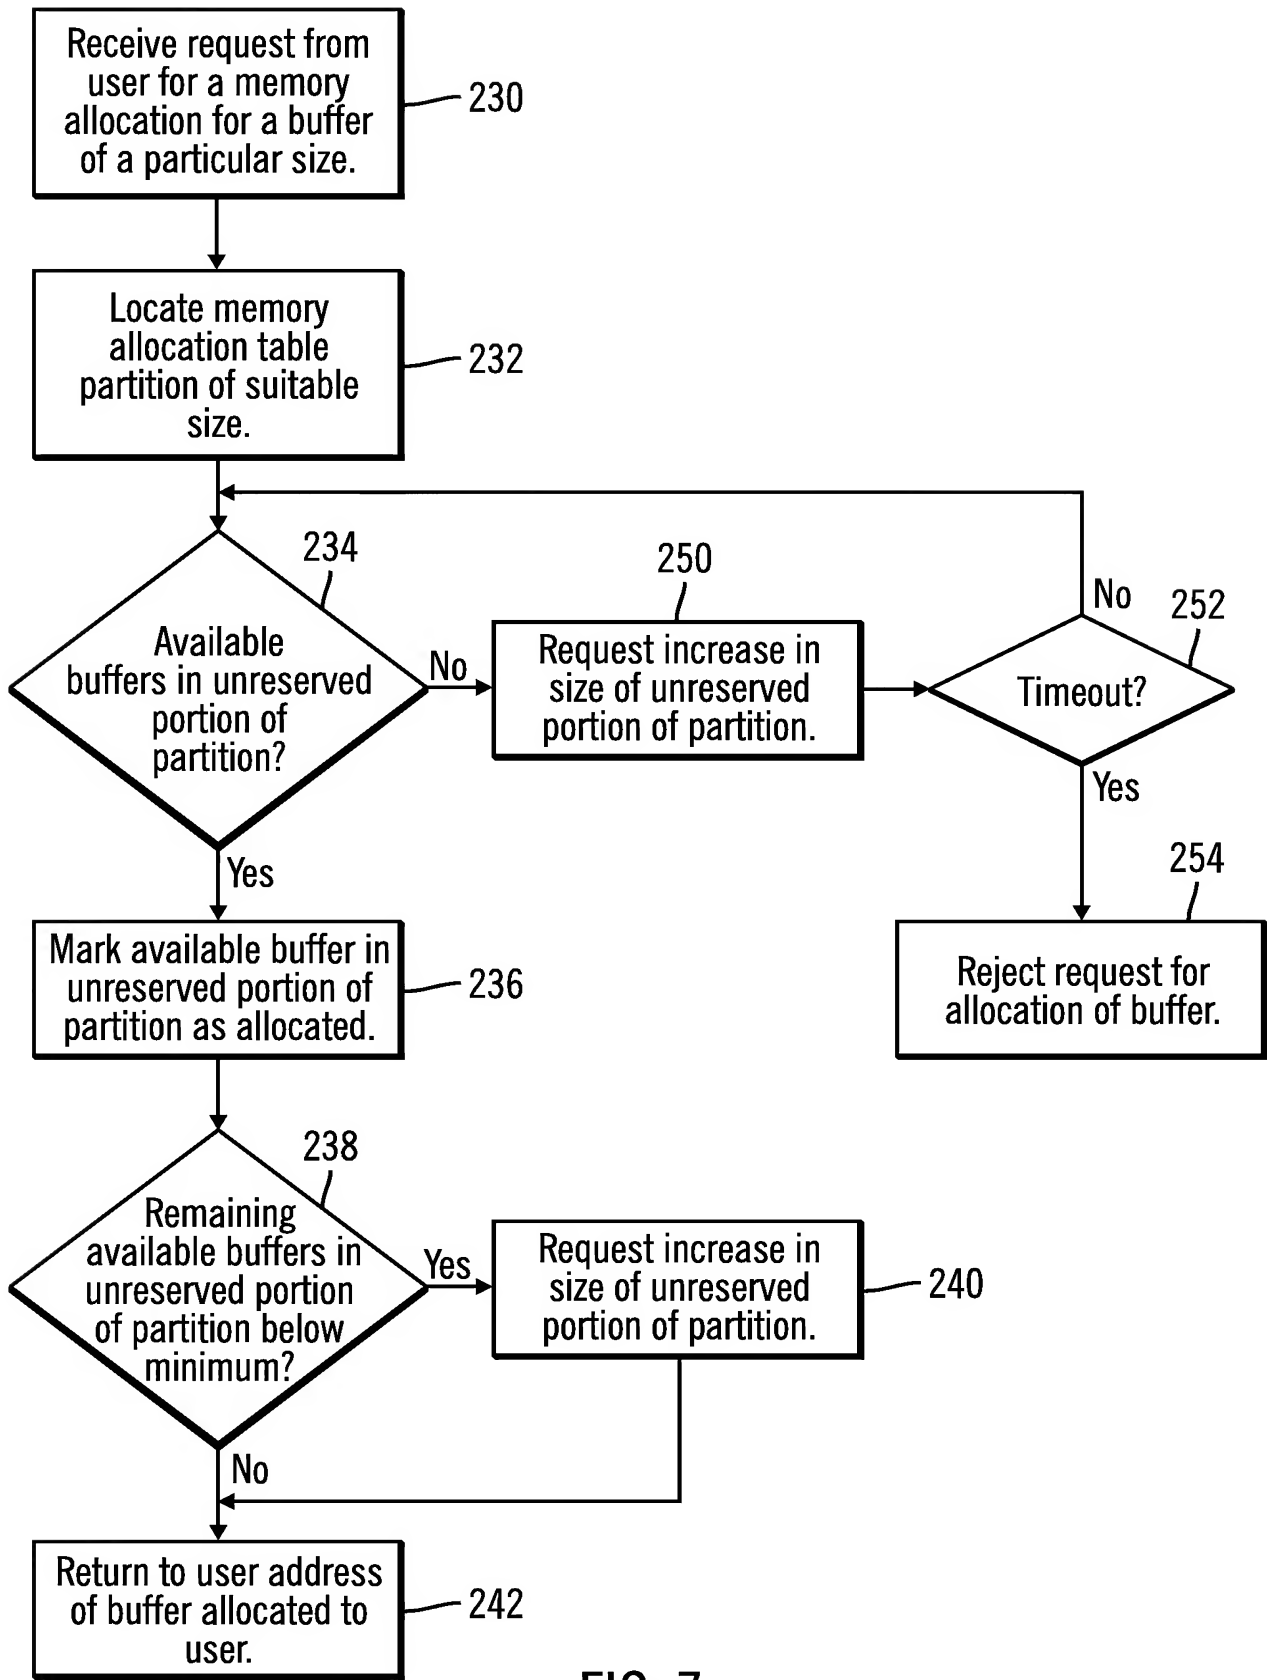 Receive request from
user for a memory
allocation for a buffer
of a particular size.
230
Locate memory
allocation table
partition of suitable
size.
232
234
Available
buffers in unreserved
portion of
partition?
No
250
Request increase in
size of unreserved
portion of partition.
No
252
Timeout?
Yes
254
Reject request for
allocation of buffer.
Yes
Mark available buffer in
unreserved portion of
partition as allocated.
236
238
Remaining
available buffers in
unreserved portion
of partition below
minimum?
Yes
Request increase in
size of unreserved
portion of partition.
240
No
Return to user address
of buffer allocated to
user.
242
FIG. 7